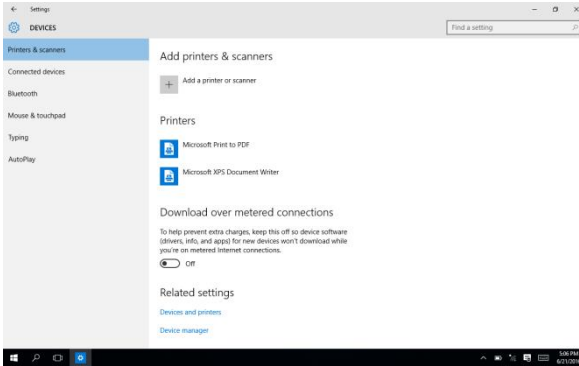 Settings
DEVICES
Find a setting
Printers & scanners
Connected devices
Bluetooth
Mouse & touchpad
Typing
AutoPlay
Add printers & scanners
Add a printer or scanner
Printers
Microsoft Print to PDF
Microsoft XPS Document Writer
Download over metered connections
To help prevent extra charges, keep this off so device software
(drivers, info, and apps) for new devices won't download while
you're on metered Internet connections.
Off
Related settings
Devices and printers
Device manager
5:06 PM